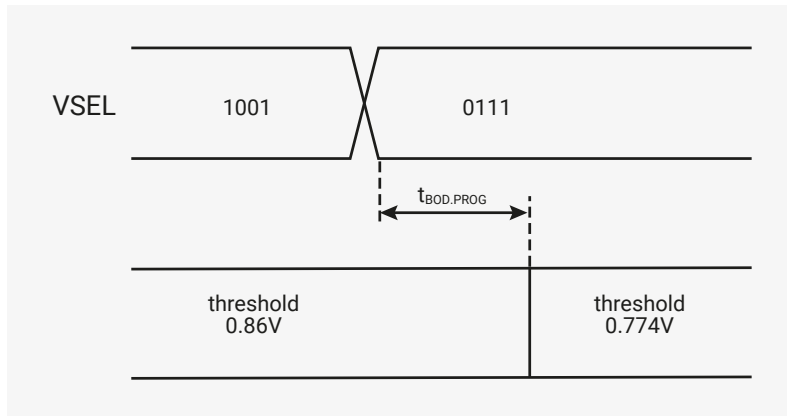 VSEL 1001 0111
tBOD.PROG
threshold threshold
0.86V 0.774V